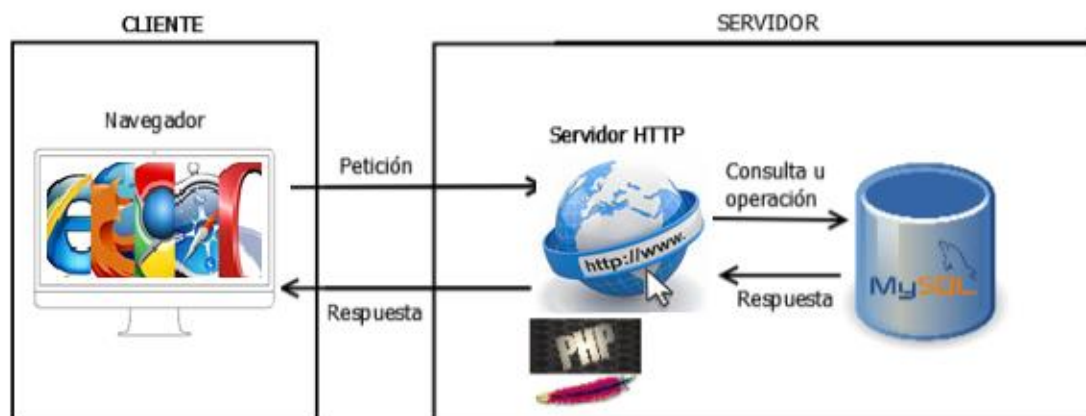 CLIENTE
SERVIDOR
Navegador
Servidor HTTP
Petición
Consulta u
operación
http://www.
MySQL
Respuesta
Respuesta
PHP